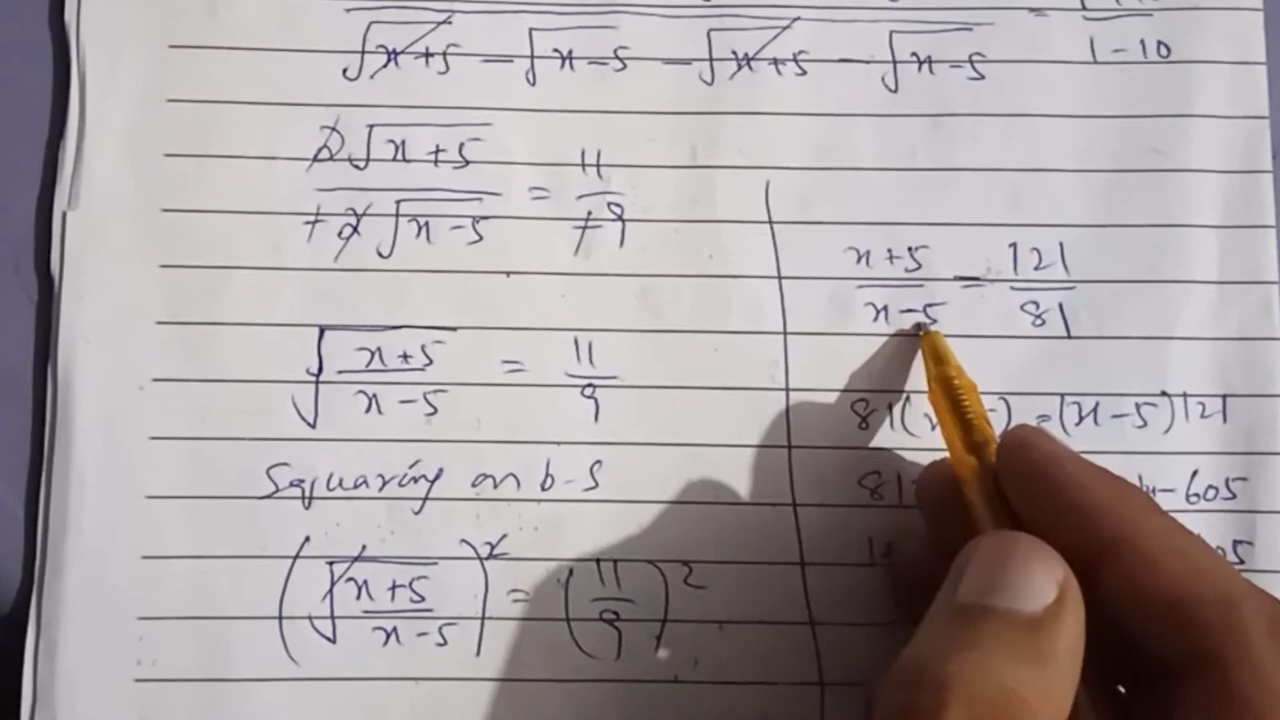 √x+5 - √x-5 - √x+5 - √x-5 =
1-10
2√x+5 / +2√x-5 = 11 / +9
√(x+5 / x-5) = 11 / 9
Squaring on b-S
(√(x+5 / x-5))² = (11 / 9)²
x+5 / x-5 = 121 / 81
81( ) = (x-5)121
81 - 605